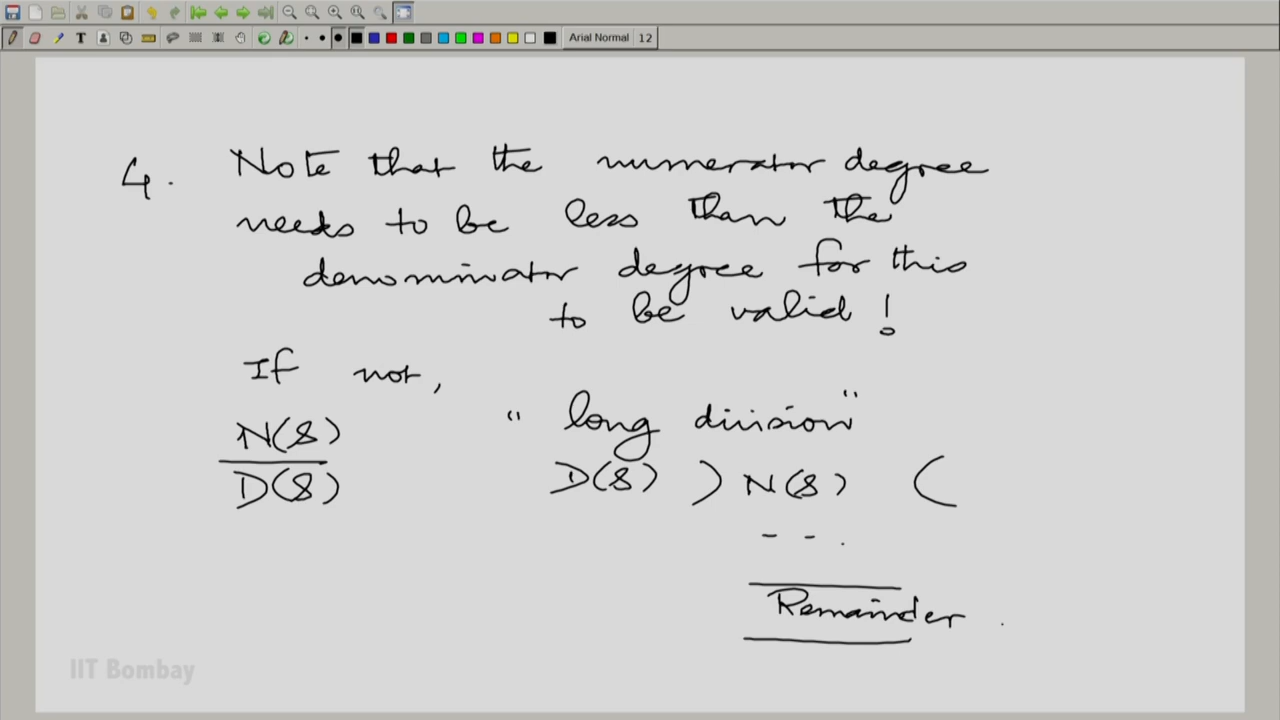 Arial Normal 12
4. Note that the numerator degree
needs to be less than the
denominator degree for this
to be valid!
If not,
N(s)
D(s)
"long division"
D(s) ) N(s) (
- - .
Remainder.
IIT Bombay